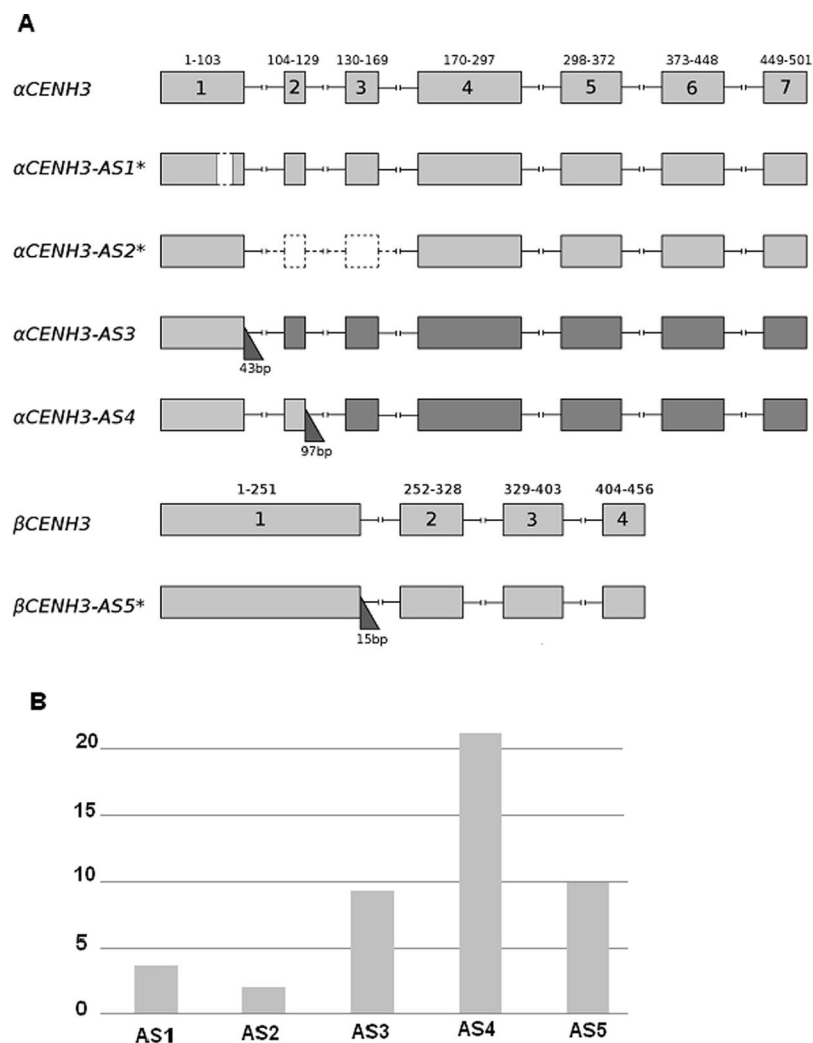 A
1-103 104-129 130-169 170-297 298-372 373-448 449-501
αCENH3 1 2 3 4 5 6 7
αCENH3-AS1*
αCENH3-AS2*
αCENH3-AS3
43bp
αCENH3-AS4
97bp
1-251 252-328 329-403 404-456
βCENH3 1 2 3 4
βCENH3-AS5*
15bp
B
20
15
10
5
0
AS1 AS2 AS3 AS4 AS5